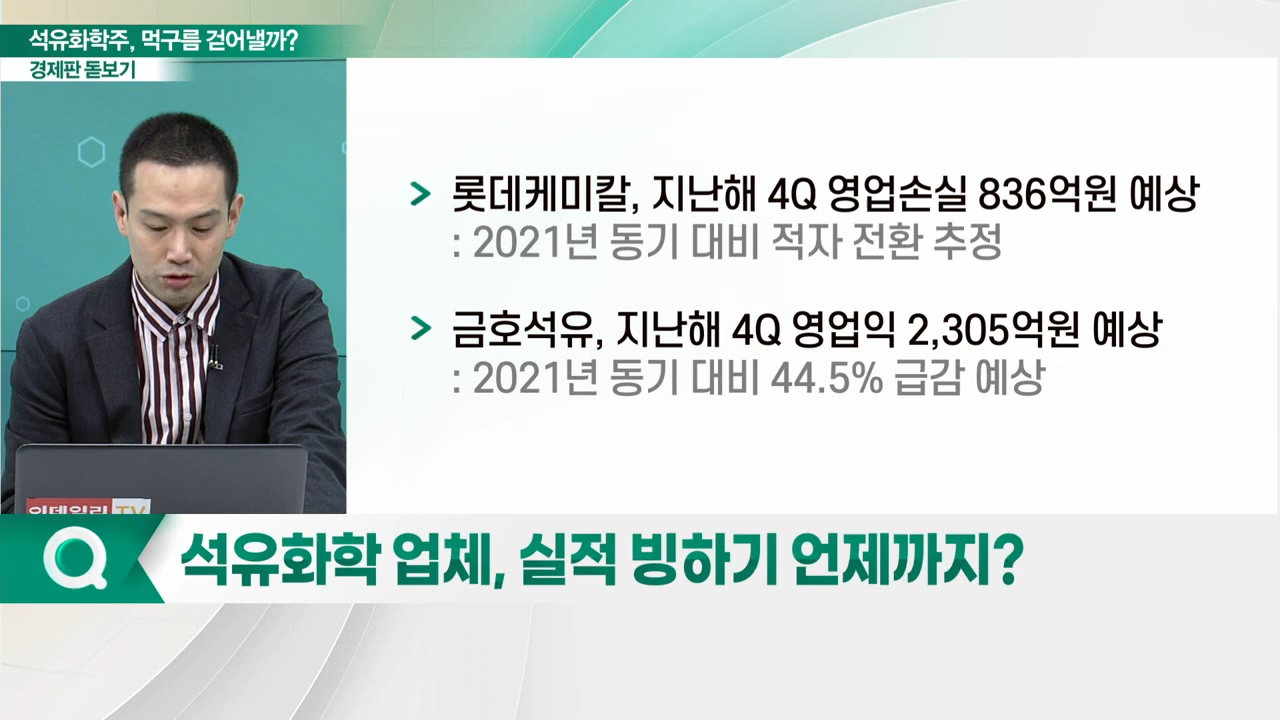 석유화학주, 먹구름 걷어낼까?
경제판 돋보기
> 롯데케미칼, 지난해 4Q 영업손실 836억원 예상
: 2021년 동기 대비 적자 전환 추정
> 금호석유, 지난해 4Q 영업익 2,305억원 예상
: 2021년 동기 대비 44.5% 급감 예상
이데일리 TV
Q 석유화학 업체, 실적 빙하기 언제까지?